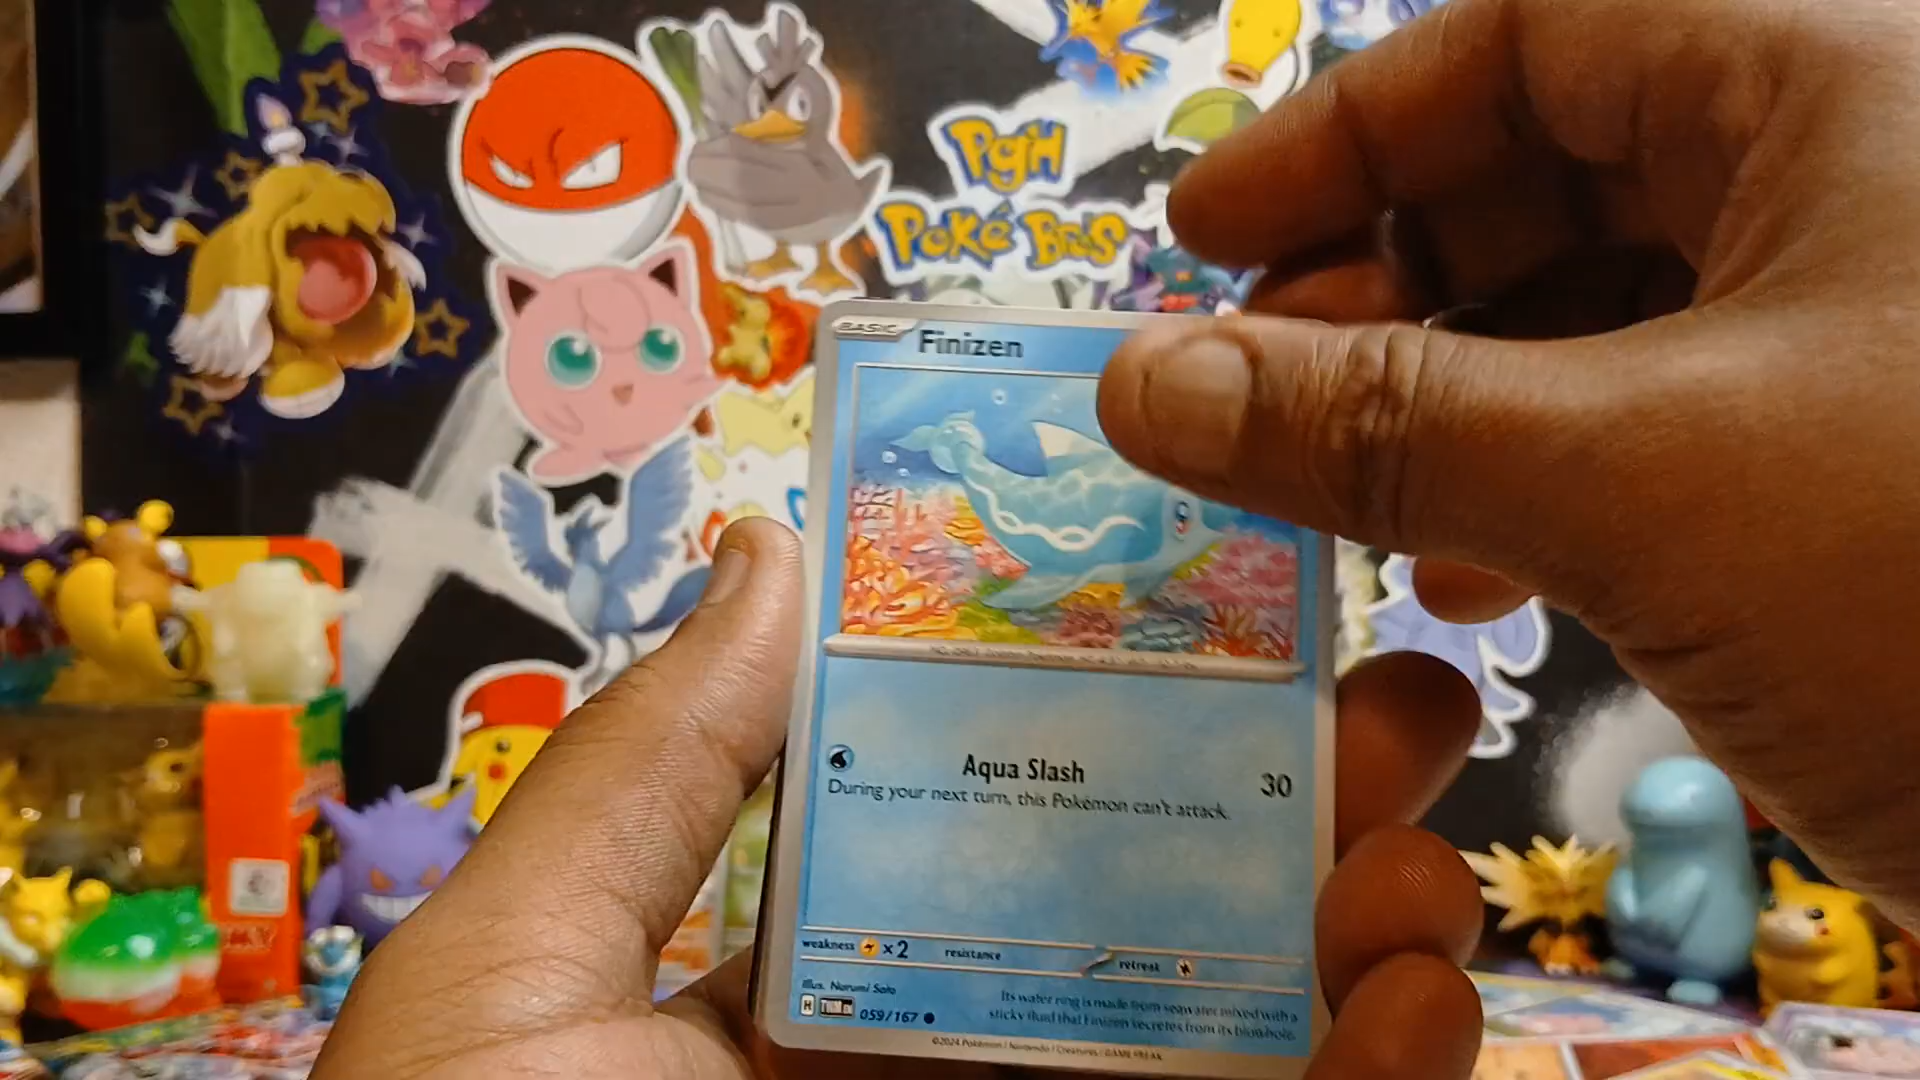 PgH
Poké Bros
BASIC
Finizen
Aqua Slash 30
During your next turn, this Pokémon can't attack.
weakness ×2 resistance retreat
Illus. Narumi Sato
H TWM EN 059/167
Its water ring is made from seawater mixed with a
sticky fluid that Finizen secretes from its blowhole.
©2024 Pokémon / Nintendo / Creatures / GAME FREAK